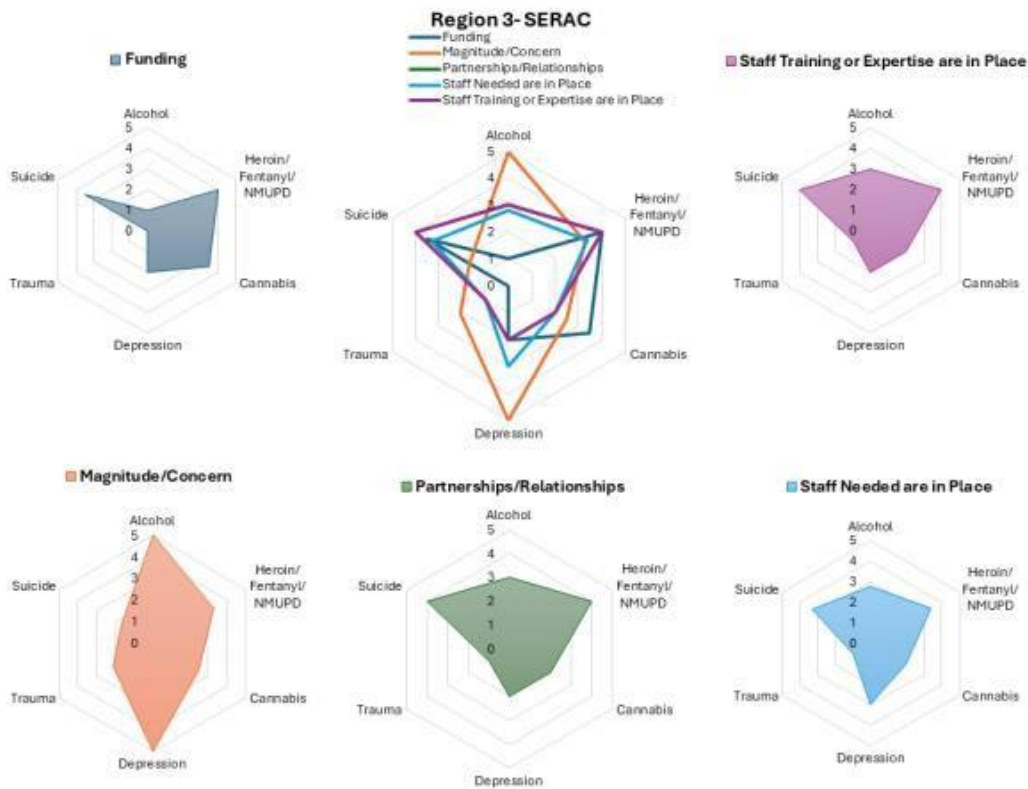 Region 3- SERAC
Funding
Magnitude/Concern
Partnerships/Relationships
Staff Needed are in Place
Staff Training or Expertise are in Place
Funding
Alcohol
5
4
3
2
1
0
Heroin/
Fentanyl/
NMUPD
Cannabis
Depression
Trauma
Suicide
Alcohol
5
4
3
2
1
0
Heroin/
Fentanyl/
NMUPD
Cannabis
Depression
Trauma
Suicide
Staff Training or Expertise are in Place
Alcohol
5
4
3
2
1
0
Heroin/
Fentanyl/
NMUPD
Cannabis
Depression
Trauma
Suicide
Magnitude/Concern
Alcohol
5
4
3
2
1
0
Heroin/
Fentanyl/
NMUPD
Cannabis
Depression
Trauma
Suicide
Partnerships/Relationships
Alcohol
5
4
3
2
1
0
Heroin/
Fentanyl/
NMUPD
Cannabis
Depression
Trauma
Suicide
Staff Needed are in Place
Alcohol
5
4
3
2
1
0
Heroin/
Fentanyl/
NMUPD
Cannabis
Depression
Trauma
Suicide